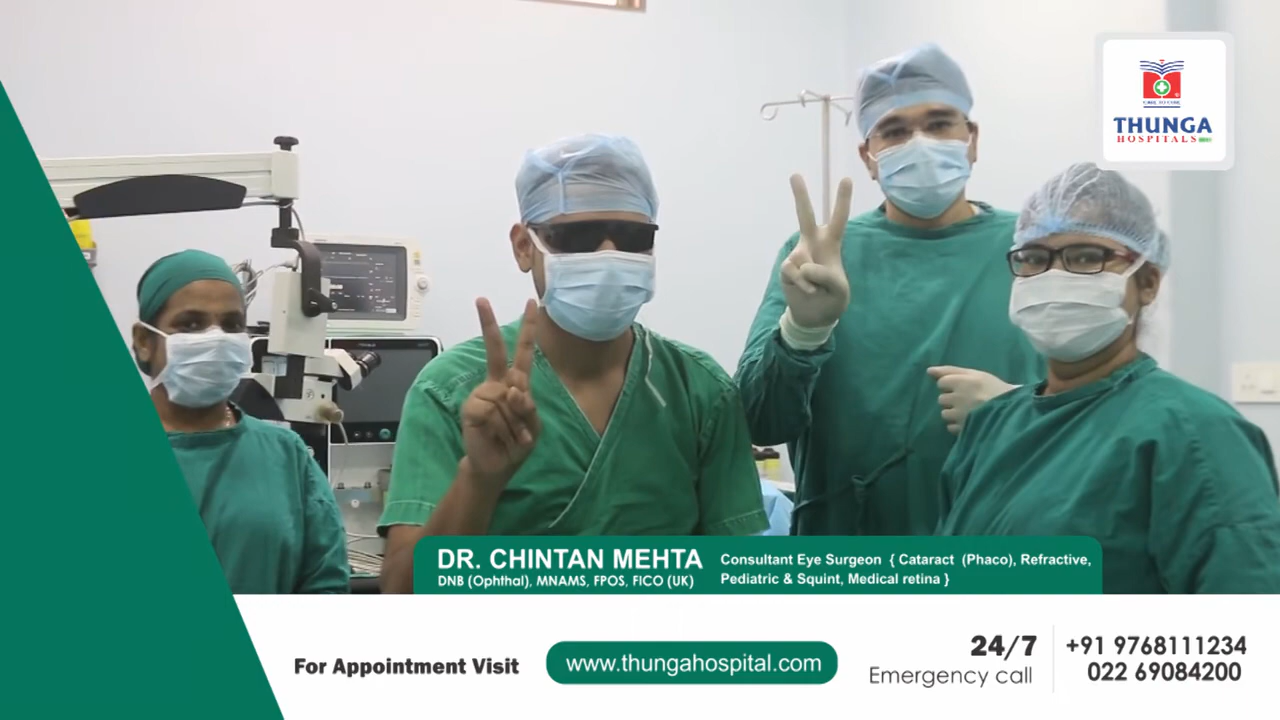 THUNGA
HOSPITALS
DR. CHINTAN MEHTA
DNB (Ophthal), MNAMS, FPOS, FICO (UK)
Consultant Eye Surgeon { Cataract (Phaco), Refractive,
Pediatric & Squint, Medical retina }
For Appointment Visit
www.thungahospital.com
24/7
Emergency call
+91 9768111234
022 69084200